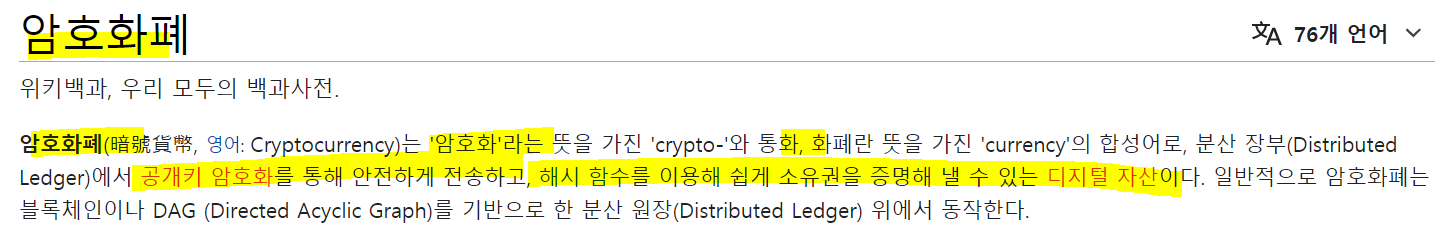 암호화폐
76개 언어
위키백과, 우리 모두의 백과사전.
암호화폐(暗號貨幣, 영어: Cryptocurrency)는 '암호화'라는 뜻을 가진 'crypto-'와 통화, 화폐란 뜻을 가진 'currency'의 합성어로, 분산 장부(Distributed
Ledger)에서 공개키 암호화를 통해 안전하게 전송하고, 해시 함수를 이용해 쉽게 소유권을 증명해 낼 수 있는 디지털 자산이다. 일반적으로 암호화폐는
블록체인이나 DAG (Directed Acyclic Graph)를 기반으로 한 분산 원장(Distributed Ledger) 위에서 동작한다.